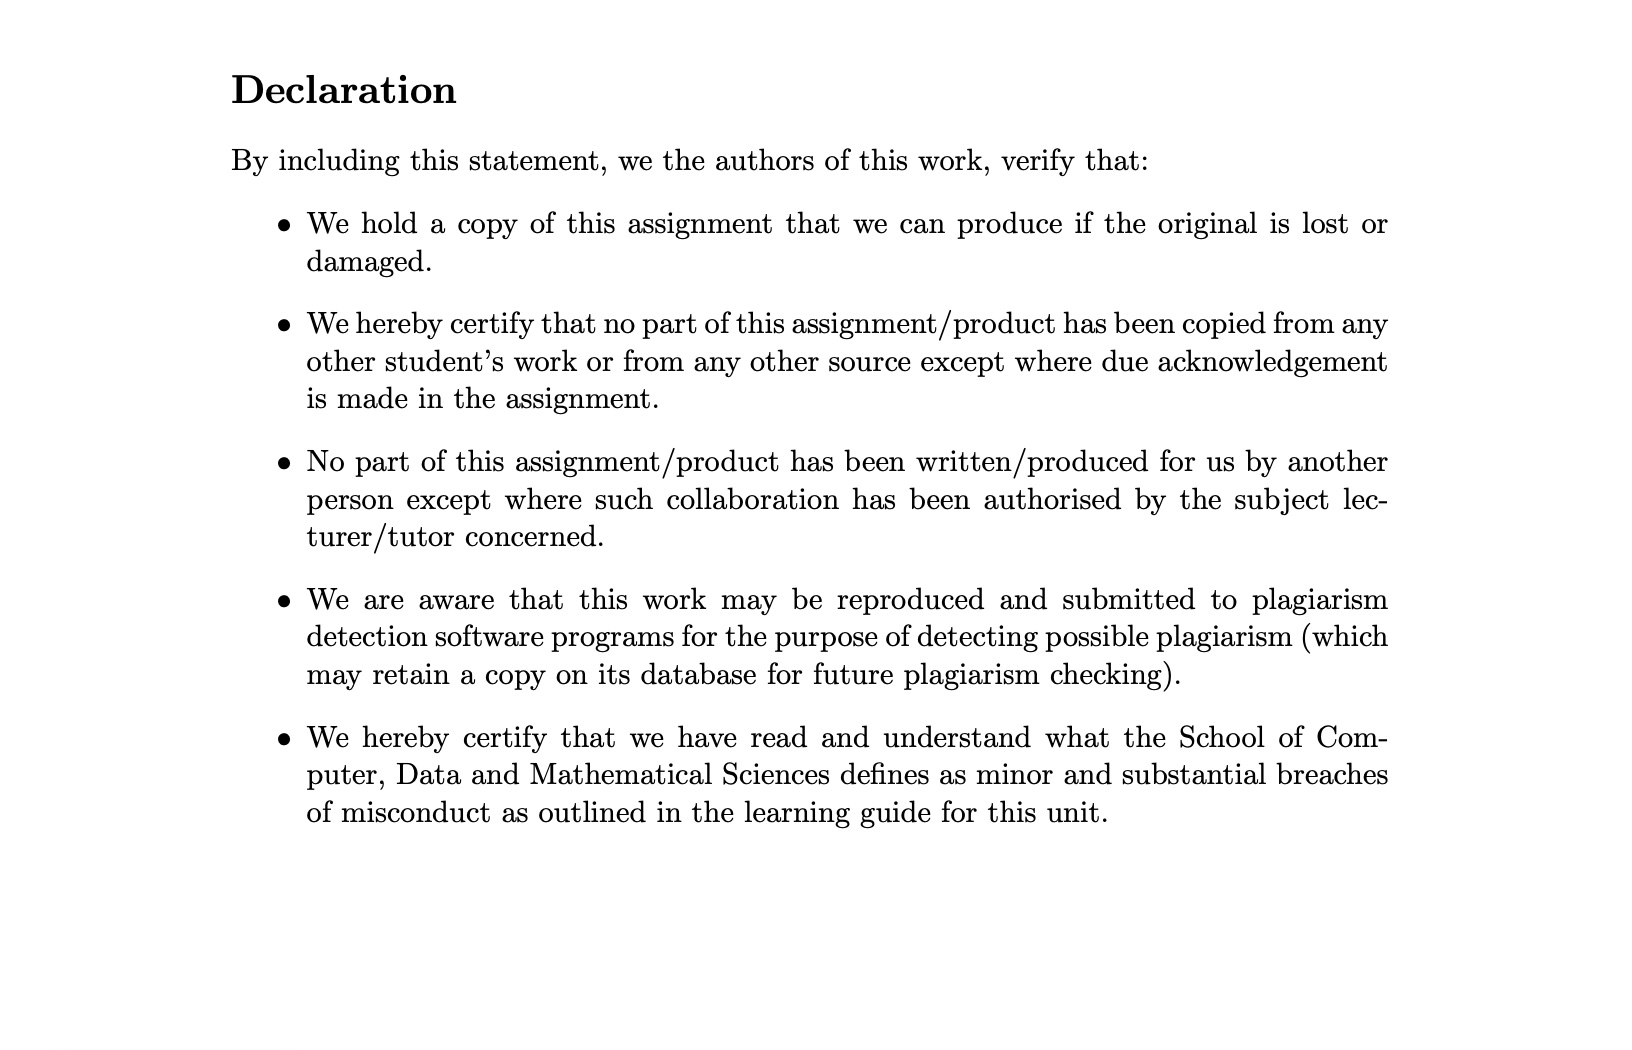 Declaration
By including this statement, we the authors of this work, verify that:
• We hold a copy of this assignment that we can produce if the original is lost or
damaged.
• We hereby certify that no part of this assignment/product has been copied from any
other student’s work or from any other source except where due acknowledgement
is made in the assignment.
• No part of this assignment/product has been written/produced for us by another
person except where such collaboration has been authorised by the subject lec-
turer/tutor concerned.
• We are aware that this work may be reproduced and submitted to plagiarism
detection software programs for the purpose of detecting possible plagiarism (which
may retain a copy on its database for future plagiarism checking).
• We hereby certify that we have read and understand what the School of Com-
puter, Data and Mathematical Sciences defines as minor and substantial breaches
of misconduct as outlined in the learning guide for this unit.